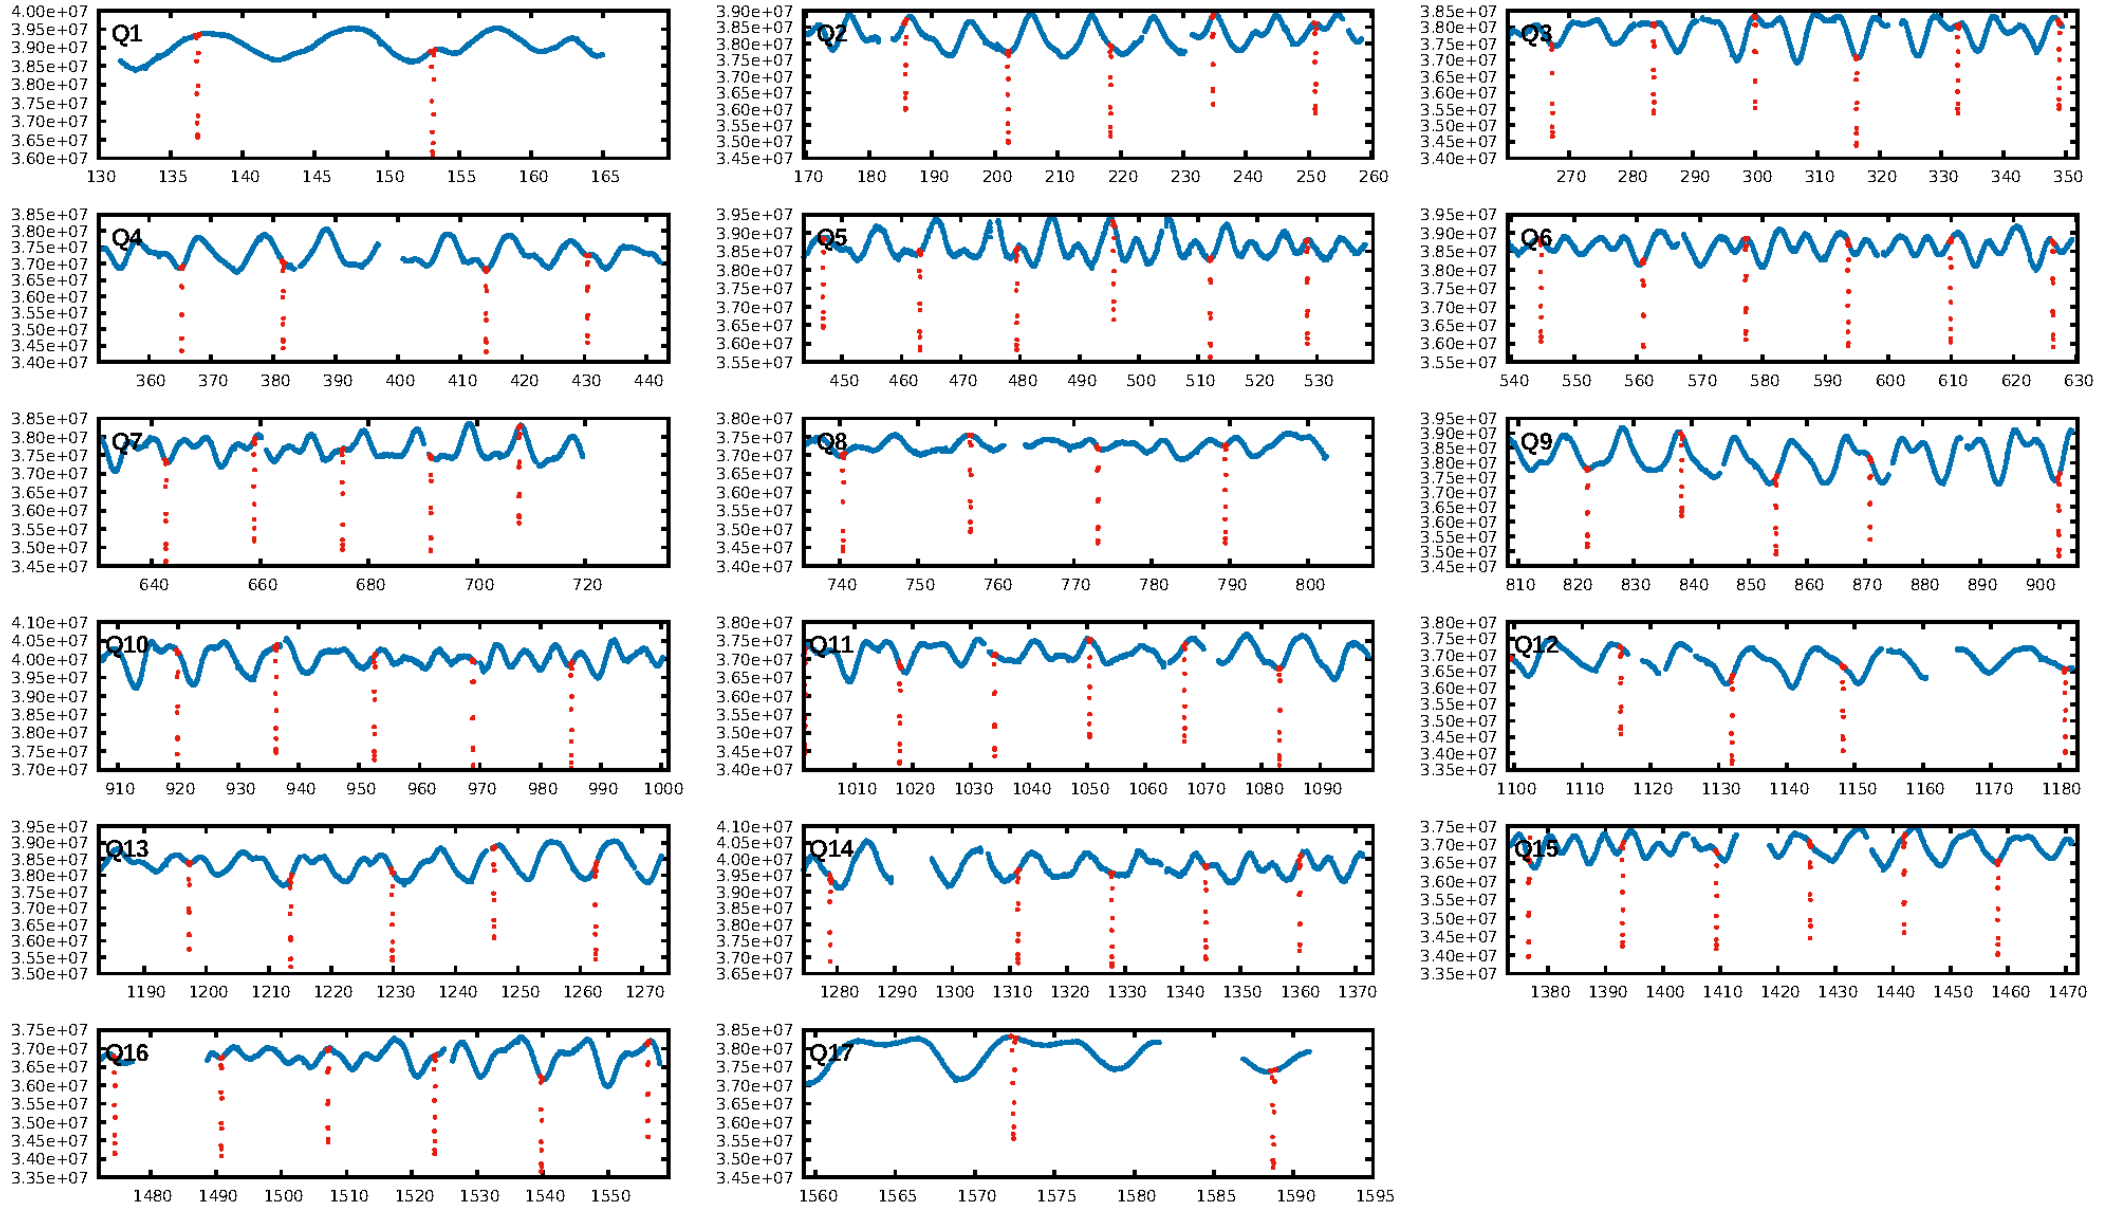 Q1
4.00e+07
3.95e+07
3.90e+07
3.85e+07
3.80e+07
3.75e+07
3.70e+07
3.65e+07
3.60e+07
130 135 140 145 150 155 160 165
Q2
3.90e+07
3.85e+07
3.80e+07
3.75e+07
3.70e+07
3.65e+07
3.60e+07
3.55e+07
3.50e+07
3.45e+07
170 180 190 200 210 220 230 240 250 260
Q3
3.85e+07
3.80e+07
3.75e+07
3.70e+07
3.65e+07
3.60e+07
3.55e+07
3.50e+07
3.45e+07
3.40e+07
270 280 290 300 310 320 330 340 350
Q4
3.85e+07
3.80e+07
3.75e+07
3.70e+07
3.65e+07
3.60e+07
3.55e+07
3.50e+07
3.45e+07
3.40e+07
360 370 380 390 400 410 420 430 440
Q5
3.95e+07
3.90e+07
3.85e+07
3.80e+07
3.75e+07
3.70e+07
3.65e+07
3.60e+07
3.55e+07
450 460 470 480 490 500 510 520 530
Q6
3.95e+07
3.90e+07
3.85e+07
3.80e+07
3.75e+07
3.70e+07
3.65e+07
3.60e+07
3.55e+07
540 550 560 570 580 590 600 610 620 630
Q7
3.85e+07
3.80e+07
3.75e+07
3.70e+07
3.65e+07
3.60e+07
3.55e+07
3.50e+07
3.45e+07
640 660 680 700 720
Q8
3.80e+07
3.75e+07
3.70e+07
3.65e+07
3.60e+07
3.55e+07
3.50e+07
3.45e+07
3.40e+07
740 750 760 770 780 790 800
Q9
3.95e+07
3.90e+07
3.85e+07
3.80e+07
3.75e+07
3.70e+07
3.65e+07
3.60e+07
3.55e+07
3.50e+07
3.45e+07
810 820 830 840 850 860 870 880 890 900
Q10
4.10e+07
4.05e+07
4.00e+07
3.95e+07
3.90e+07
3.85e+07
3.80e+07
3.75e+07
3.70e+07
910 920 930 940 950 960 970 980 990 1000
Q11
3.80e+07
3.75e+07
3.70e+07
3.65e+07
3.60e+07
3.55e+07
3.50e+07
3.45e+07
3.40e+07
1010 1020 1030 1040 1050 1060 1070 1080 1090
Q12
3.80e+07
3.75e+07
3.70e+07
3.65e+07
3.60e+07
3.55e+07
3.50e+07
3.45e+07
3.40e+07
3.35e+07
1100 1110 1120 1130 1140 1150 1160 1170 1180
Q13
3.95e+07
3.90e+07
3.85e+07
3.80e+07
3.75e+07
3.70e+07
3.65e+07
3.60e+07
3.55e+07
3.50e+07
1190 1200 1210 1220 1230 1240 1250 1260 1270
Q14
4.10e+07
4.05e+07
4.00e+07
3.95e+07
3.90e+07
3.85e+07
3.80e+07
3.75e+07
3.70e+07
3.65e+07
1280 1290 1300 1310 1320 1330 1340 1350 1360 1370
Q15
3.75e+07
3.70e+07
3.65e+07
3.60e+07
3.55e+07
3.50e+07
3.45e+07
3.40e+07
3.35e+07
1380 1390 1400 1410 1420 1430 1440 1450 1460 1470
Q16
3.75e+07
3.70e+07
3.65e+07
3.60e+07
3.55e+07
3.50e+07
3.45e+07
3.40e+07
3.35e+07
1480 1490 1500 1510 1520 1530 1540 1550
Q17
3.85e+07
3.80e+07
3.75e+07
3.70e+07
3.65e+07
3.60e+07
3.55e+07
3.50e+07
3.45e+07
1560 1565 1570 1575 1580 1585 1590 1595